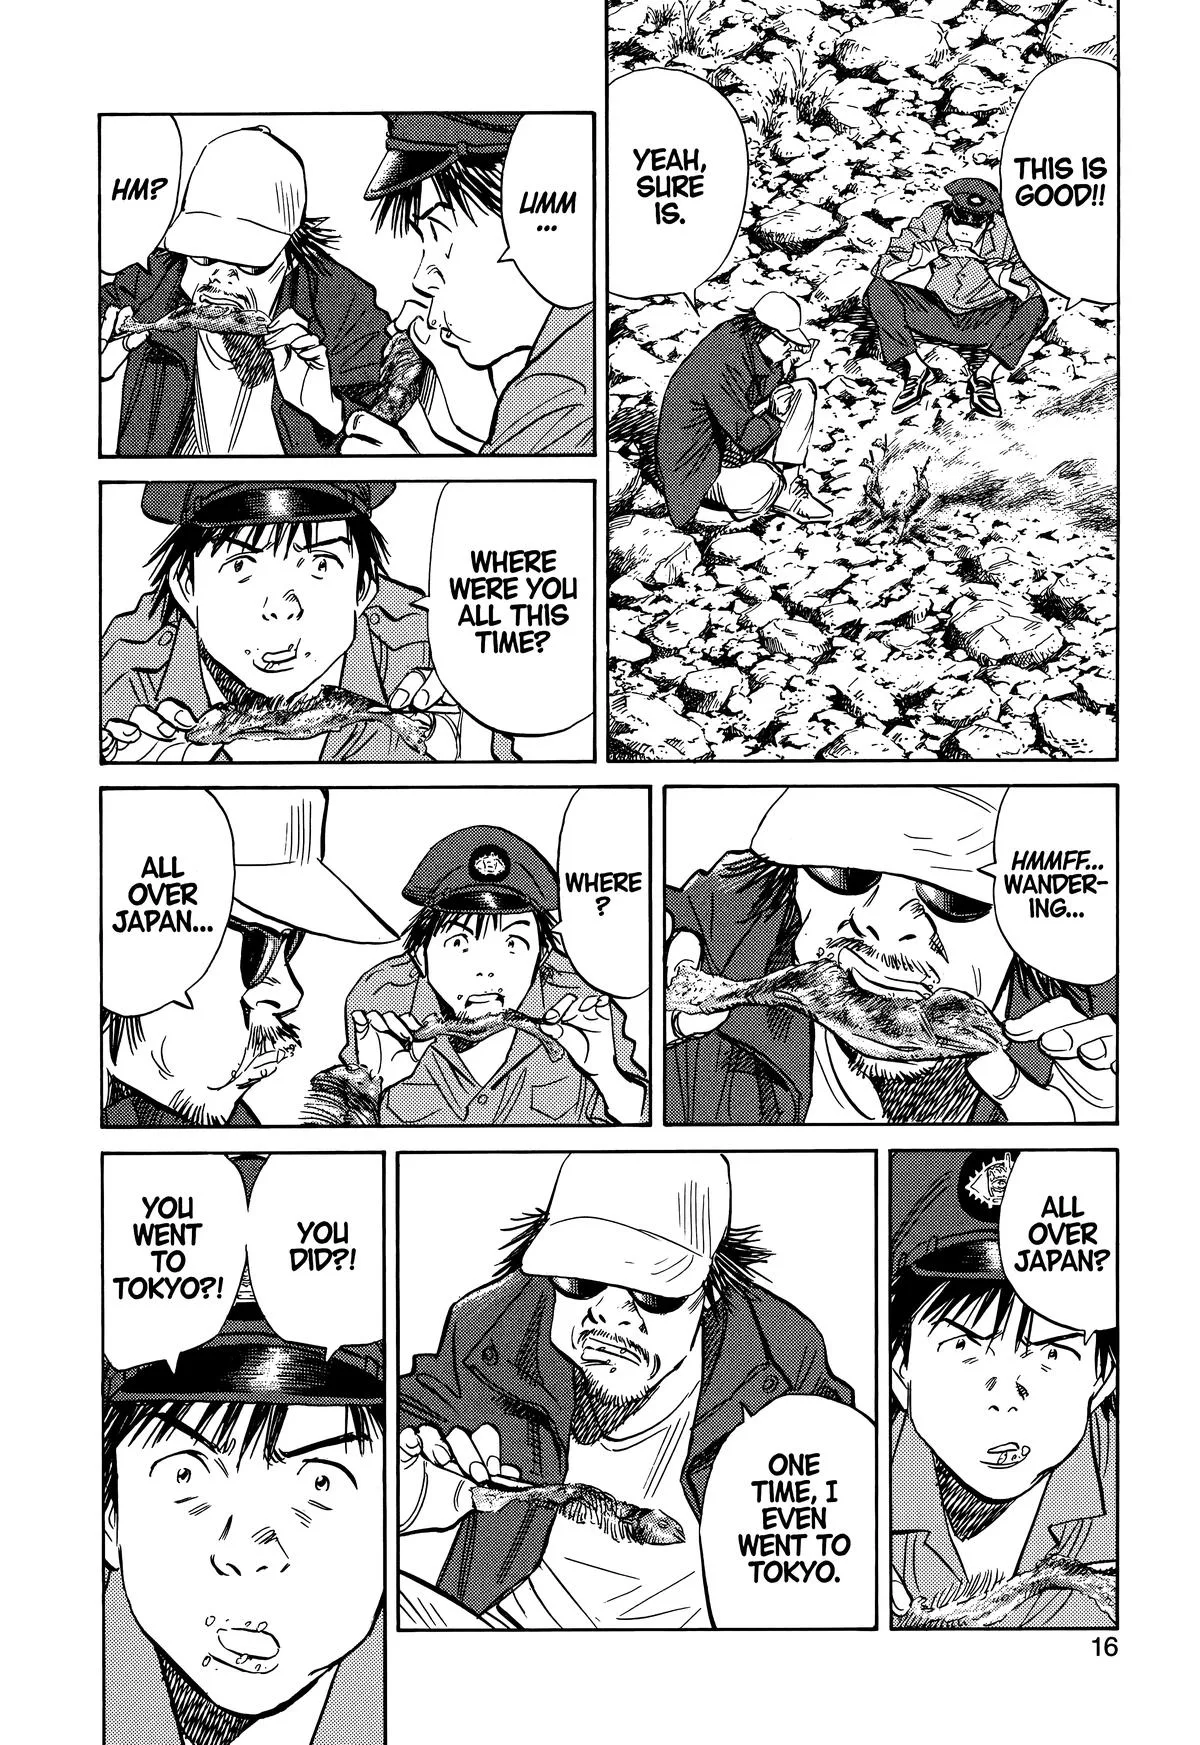 THIS IS
GOOD!!
YEAH,
SURE
IS.
UMM
...
HM?
WHERE
WERE YOU
ALL THIS
TIME?
HMMFF...
WANDER-
ING...
WHERE
?
ALL
OVER
JAPAN...
ALL
OVER
JAPAN?
ONE
TIME, I
EVEN
WENT TO
TOKYO.
YOU
DID?!
YOU
WENT
TO
TOKYO?!
16